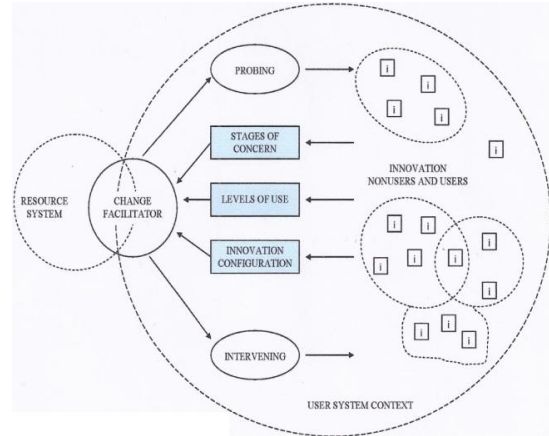 PROBING
i
i
i
i
STAGES OF
CONCERN
i
INNOVATION
NONUSERS AND USERS
RESOURCE
SYSTEM
CHANGE
FACILITATOR
LEVELS OF USE
i
i
i
INNOVATION
CONFIGURATION
i
i
i
i
i
i
i
INTERVENING
USER SYSTEM CONTEXT